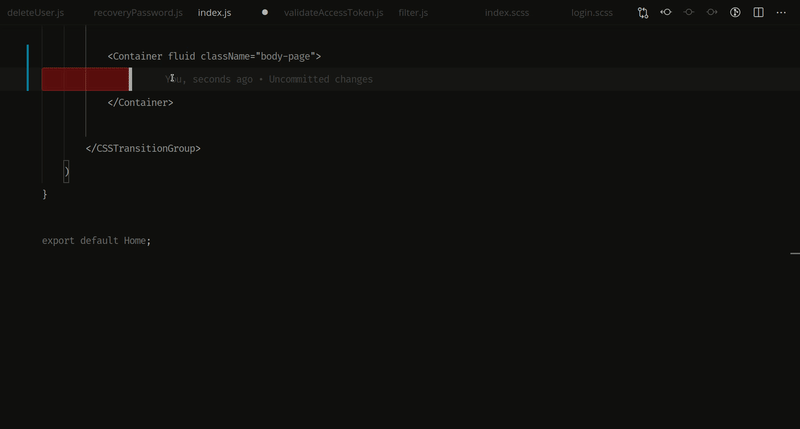 deleteUser.js recoveryPassword.js index.js validateAccessToken.js filter.js index.scss login.scss
<Container fluid className="body-page">
You, seconds ago • Uncommitted changes
</Container>
</CSSTransitionGroup>
)
}
export default Home;